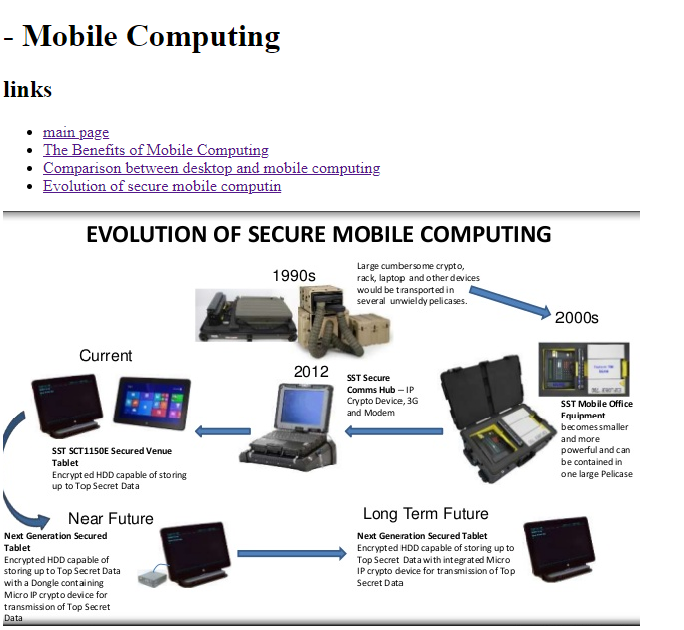 - Mobile Computing
links
main page
The Benefits of Mobile Computing
Comparison between desktop and mobile computing
Evolution of secure mobile computin
EVOLUTION OF SECURE MOBILE COMPUTING
1990s
Large cumbersome crypto,
rack, laptop and other devices
would be transported in
several unwieldy pelicases.
2000s
SST Mobile Office
Equipment
becomes smaller
and more
powerful and can
be contained in
one large Pelicase
2012
SST Secure
Comms Hub – IP
Crypto Device, 3G
and Modem
Current
SST SCT1150E Secured Venue
Tablet
Encrypted HDD capable of storing
up to Top Secret Data
Near Future
Next Generation Secured
Tablet
Encrypted HDD capable of
storing up to Top Secret Data
with a Dongle containing
Micro IP crypto device for
transmission of Top Secret
Data
Long Term Future
Next Generation Secured Tablet
Encrypted HDD capable of storing up to
Top Secret Data with integrated Micro
IP crypto device for transmission of Top
Secret Data